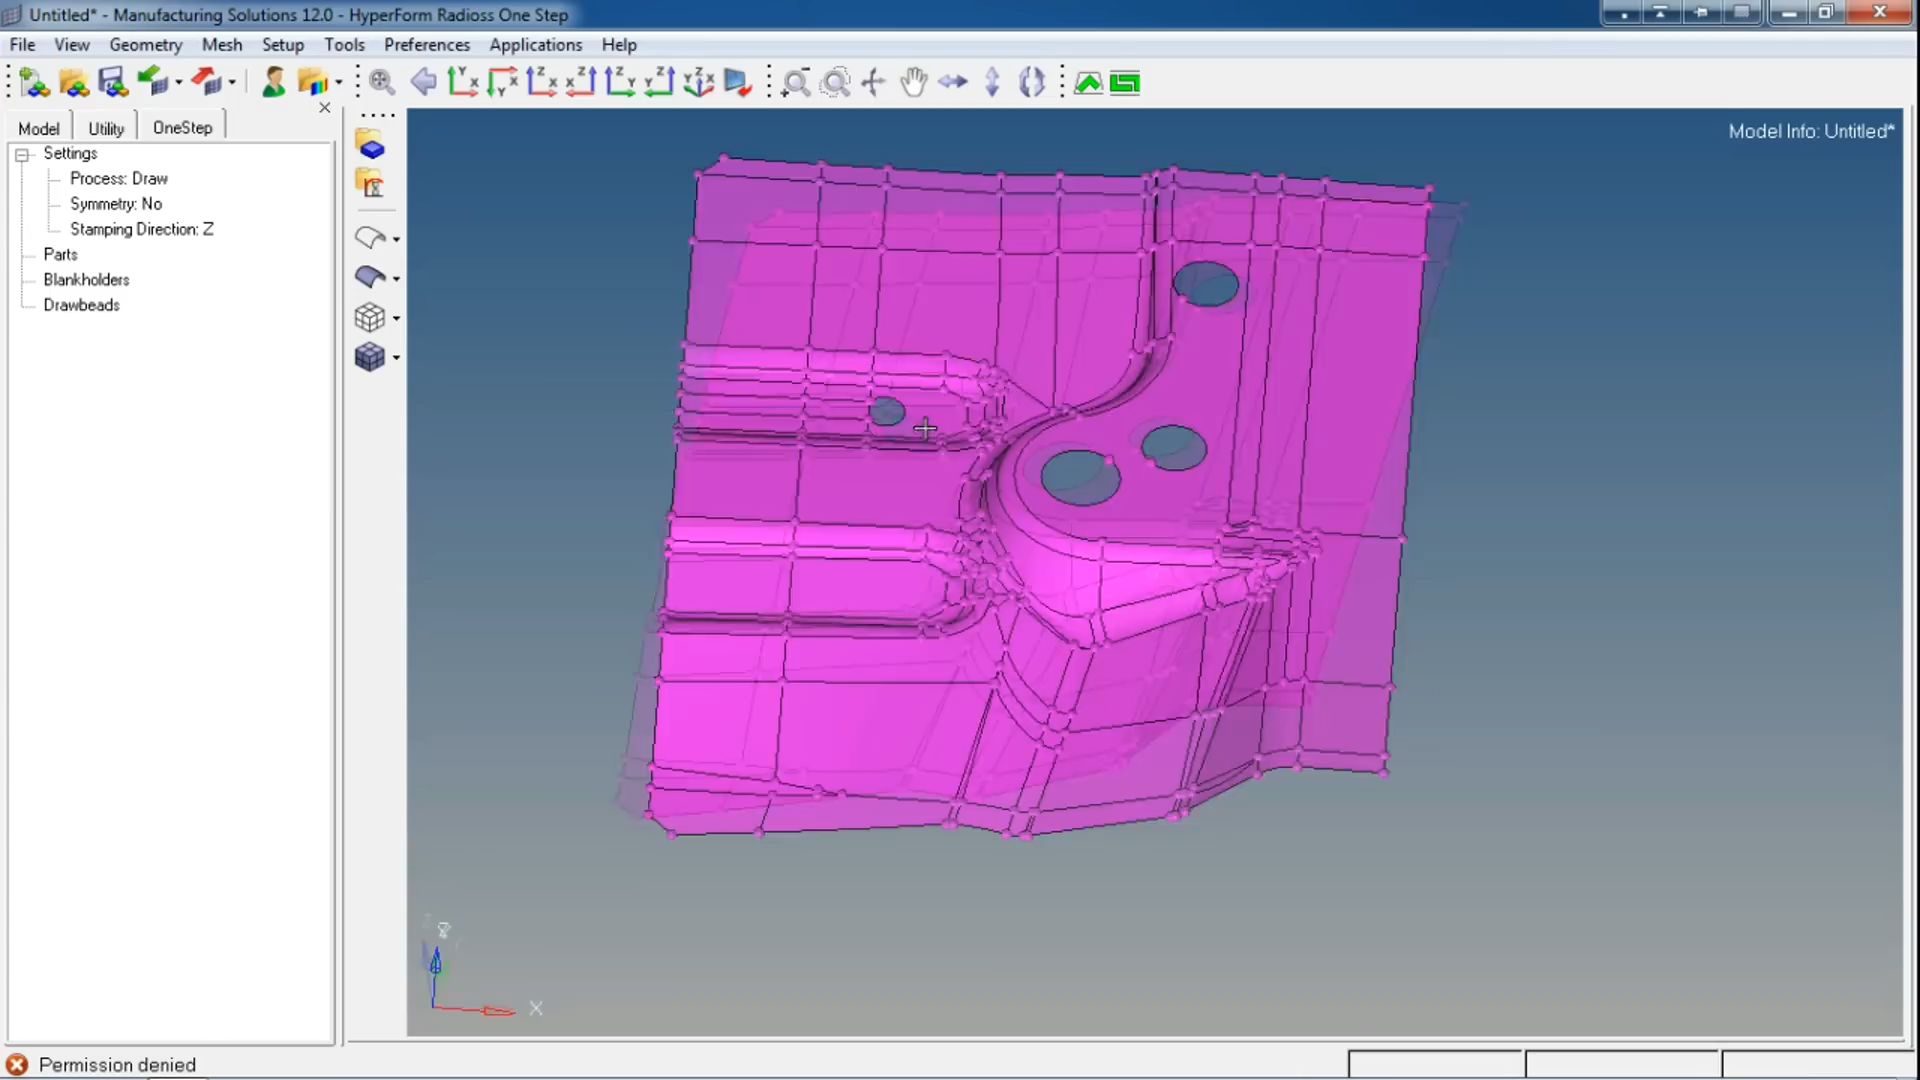 Untitled* - Manufacturing Solutions 12.0 - HyperForm Radioss One Step
File View Geometry Mesh Setup Tools Preferences Applications Help
Model Utility OneStep
Settings
Process: Draw
Symmetry: No
Stamping Direction: Z
Parts
Blankholders
Drawbeads
Model Info: Untitled*
X
Permission denied